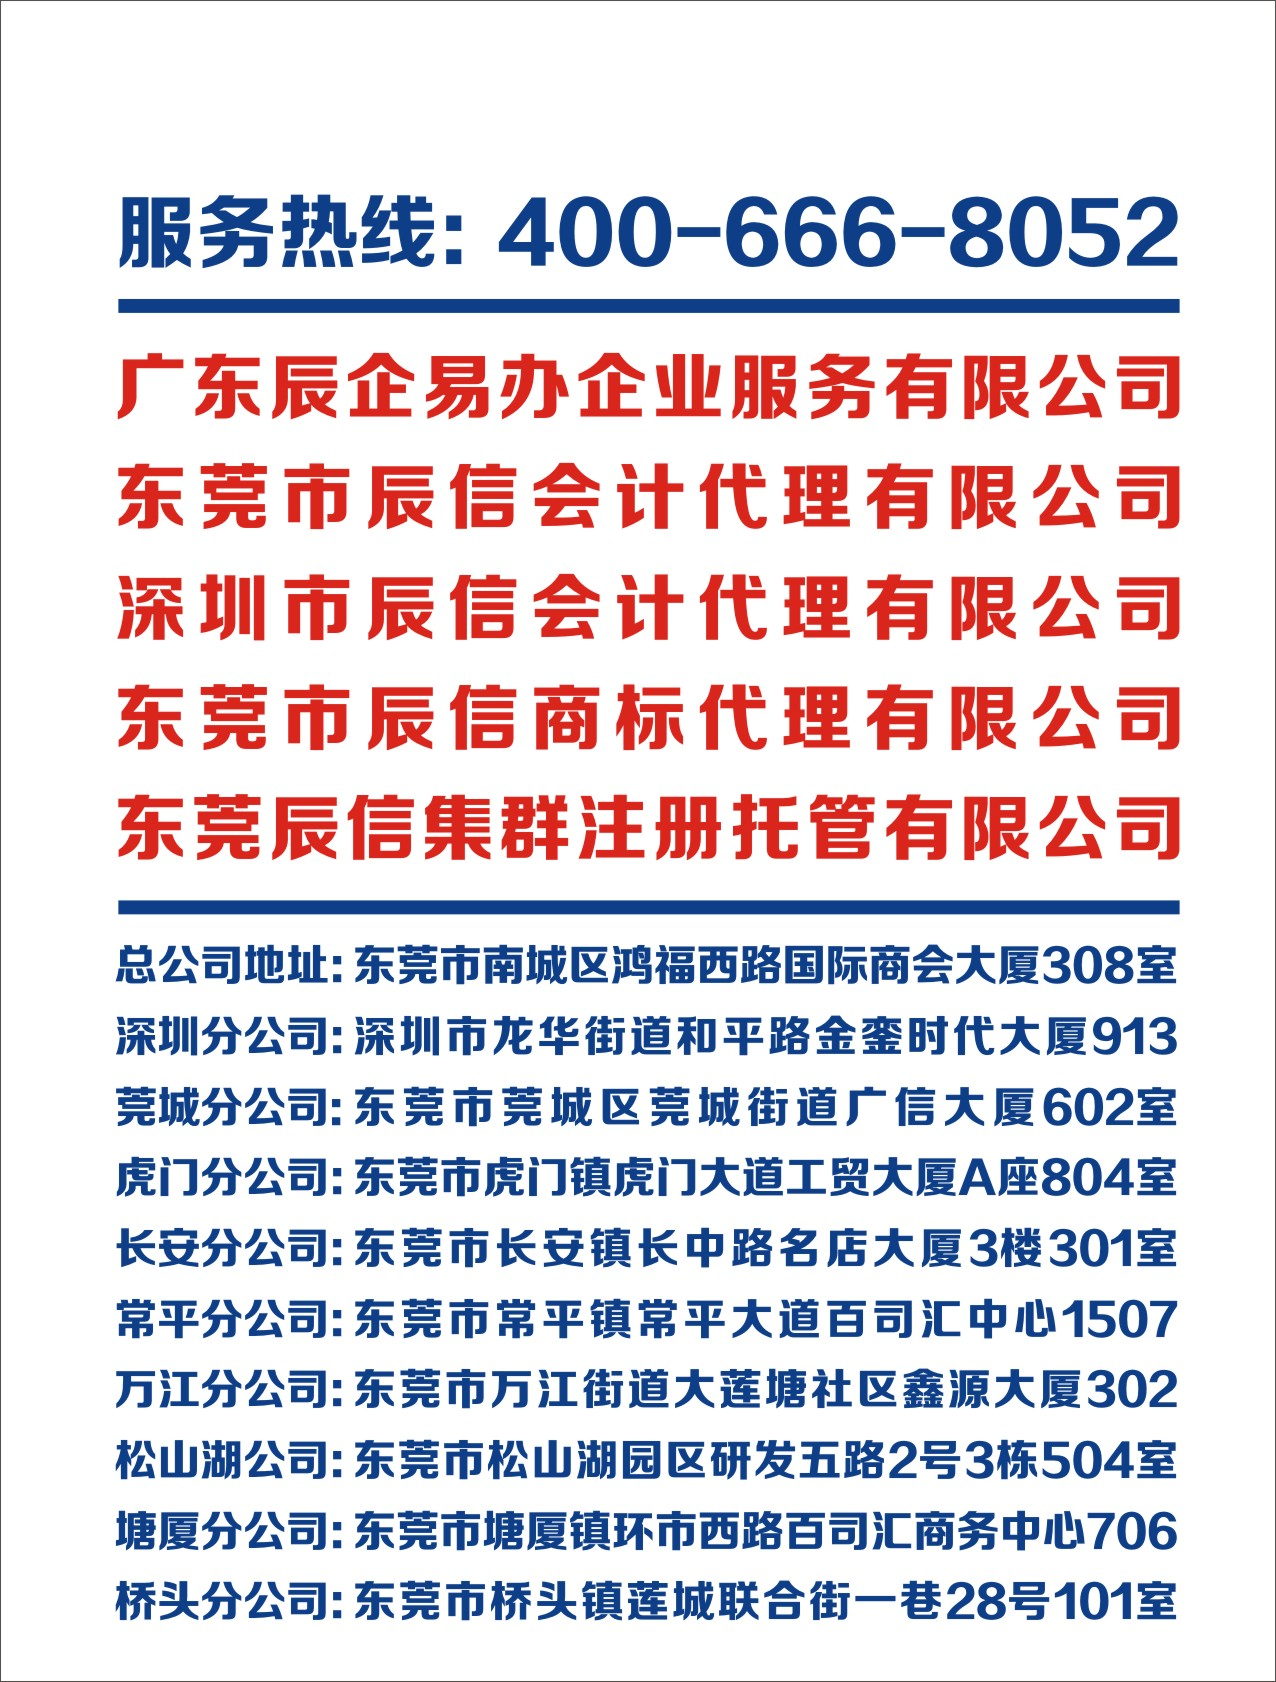 服务热线: 400-666-8052
广东辰企易办企业服务有限公司
东莞市辰信会计代理有限公司
深圳市辰信会计代理有限公司
东莞市辰信商标代理有限公司
东莞辰信集群注册托管有限公司
总公司地址: 东莞市南城区鸿福西路国际商会大厦308室
深圳分公司: 深圳市龙华街道和平路金銮时代大厦913
莞城分公司: 东莞市莞城区莞城街道广信大厦602室
虎门分公司: 东莞市虎门镇虎门大道工贸大厦A座804室
长安分公司: 东莞市长安镇长中路名店大厦3楼301室
常平分公司: 东莞市常平镇常平大道百司汇中心1507
万江分公司: 东莞市万江街道大莲塘社区鑫源大厦302
松山湖公司: 东莞市松山湖园区研发五路2号3栋504室
塘厦分公司: 东莞市塘厦镇环市西路百司汇商务中心706
桥头分公司: 东莞市桥头镇莲城联合街一巷28号101室